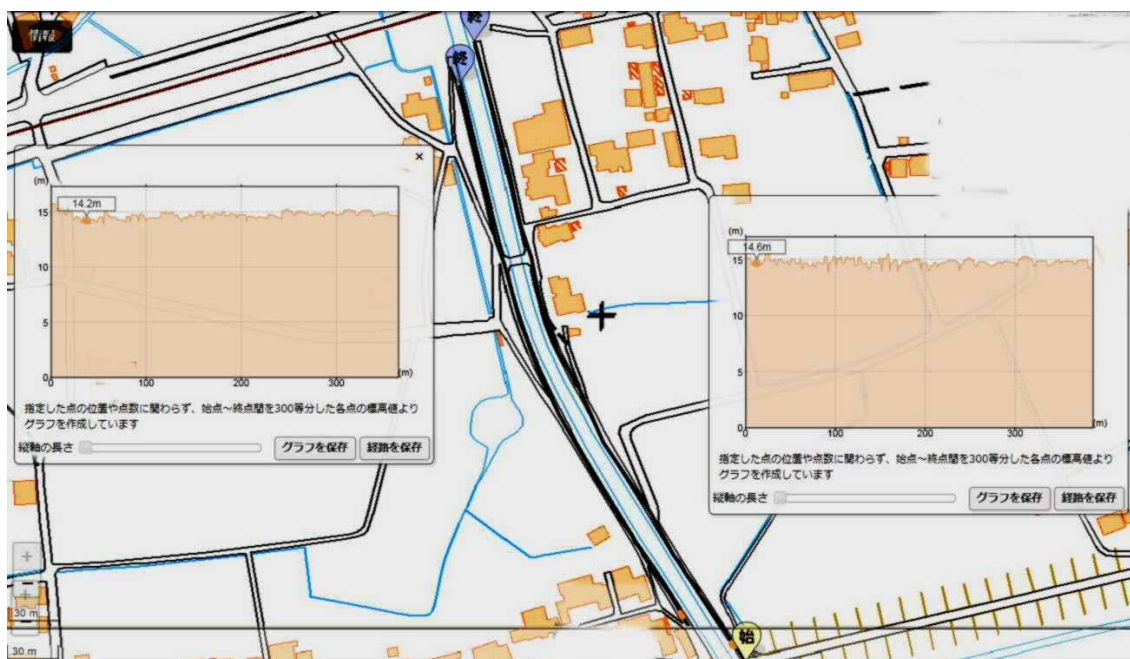 情報
終
終
×
(m)
14.2m
15
10
5
0
100
200
300
(m)
指定した点の位置や点数に関わらず、始点～終点間を300等分した各点の標高値より
グラフを作成しています
縦軸の長さ
グラフを保存
経路を保存
(m)
14.6m
15
10
5
0
100
200
300
(m)
指定した点の位置や点数に関わらず、始点～終点間を300等分した各点の標高値より
グラフを作成しています
縦軸の長さ
グラフを保存
経路を保存
+
+
30 m
30 m
始